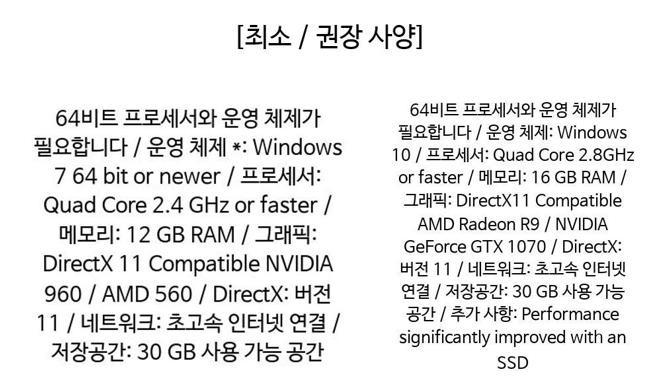 [최소 / 권장 사양]
64비트 프로세서와 운영 체제가
필요합니다 / 운영 체제 *: Windows
7 64 bit or newer / 프로세서:
Quad Core 2.4 GHz or faster /
메모리: 12 GB RAM / 그래픽:
DirectX 11 Compatible NVIDIA
960 / AMD 560 / DirectX: 버전
11 / 네트워크: 초고속 인터넷 연결 /
저장공간: 30 GB 사용 가능 공간
64비트 프로세서와 운영 체제가
필요합니다 / 운영 체제: Windows
10 / 프로세서: Quad Core 2.8GHz
or faster / 메모리: 16 GB RAM /
그래픽: DirectX11 Compatible
AMD Radeon R9 / NVIDIA
GeForce GTX 1070 / DirectX:
버전 11 / 네트워크: 초고속 인터넷
연결 / 저장공간: 30 GB 사용 가능
공간 / 추가 사항: Performance
significantly improved with an
SSD